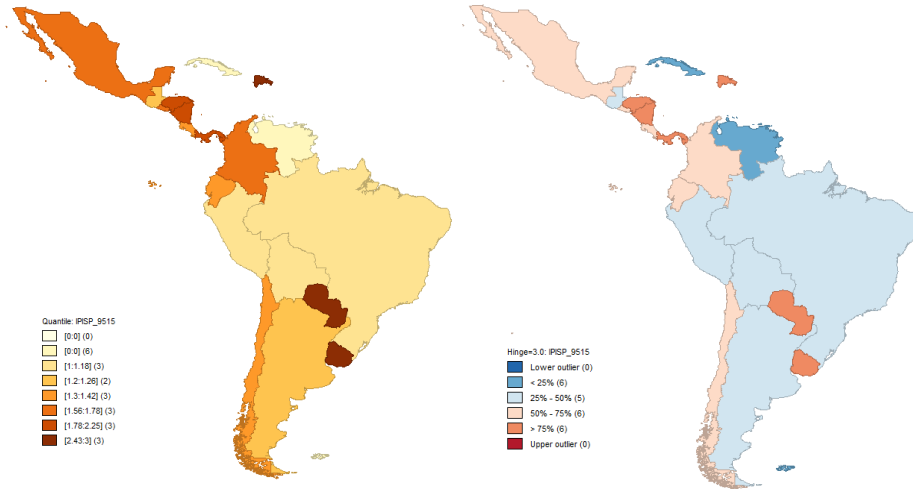 Quantile: IPISP_9515
[0:0] (0)
[0:0] (6)
[1:1.18] (3)
[1.2:1.26] (2)
[1.3:1.42] (3)
[1.56:1.78] (3)
[1.78:2.25] (3)
[2.43:3] (3)
Hinge=3.0: IPISP_9515
Lower outlier (0)
< 25% (6)
25% - 50% (5)
50% - 75% (6)
> 75% (6)
Upper outlier (0)